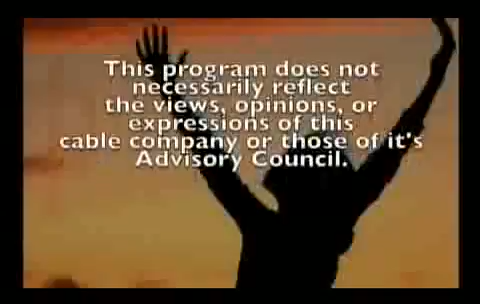 This program does not
necessarily reflect
the views, opinions, or
expressions of this
cable company or those of it's
Advisory Council.